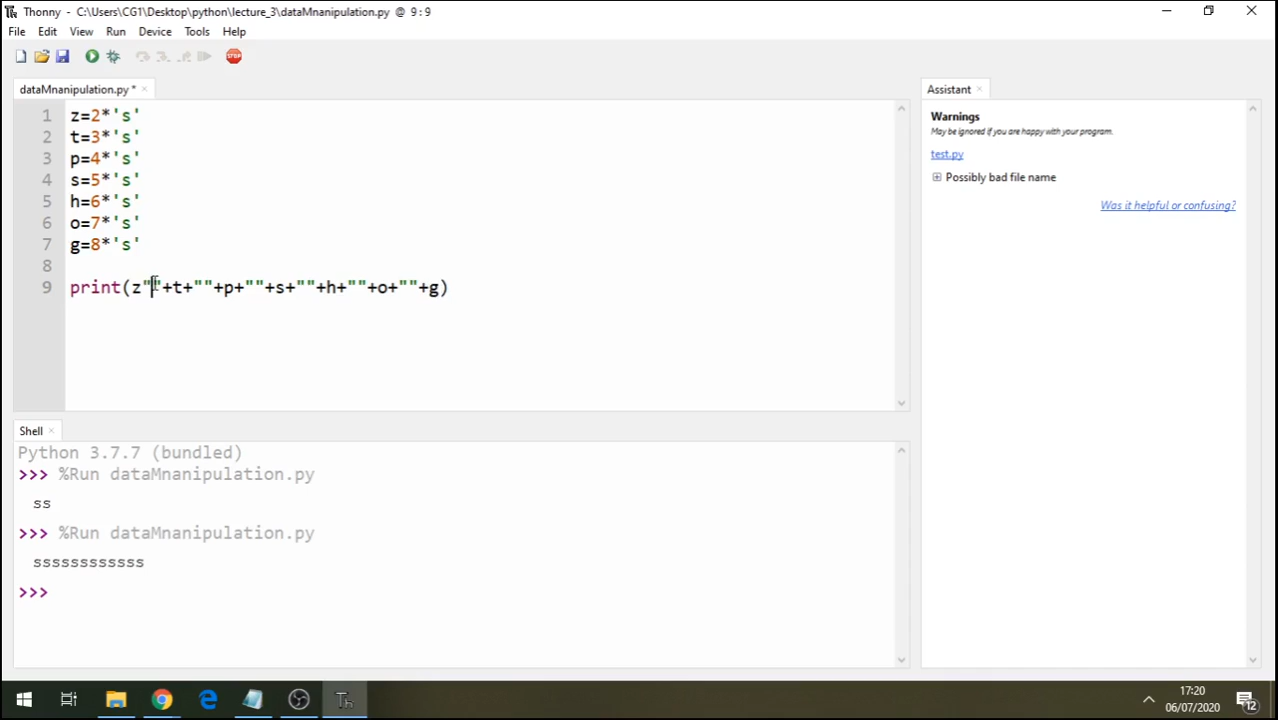 Thonny - C:\Users\CG1\Desktop\python\lecture_3\dataMnanipulation.py @ 9:9
File Edit View Run Device Tools Help
STOP
dataMnanipulation.py * ×
1 z=2*'s'
2 t=3*'s'
3 p=4*'s'
4 s=5*'s'
5 h=6*'s'
6 o=7*'s'
7 g=8*'s'
8
9 print(z""+t+""+p+""+s+""+h+""+o+""+g)
Assistant ×
Warnings
May be ignored if you are happy with your program.
test.py
Possibly bad file name
Was it helpful or confusing?
Shell ×
Python 3.7.7 (bundled)
>>> %Run dataMnanipulation.py
ss
>>> %Run dataMnanipulation.py
ssssssssssss
>>>
Th
17:20
06/07/2020
12